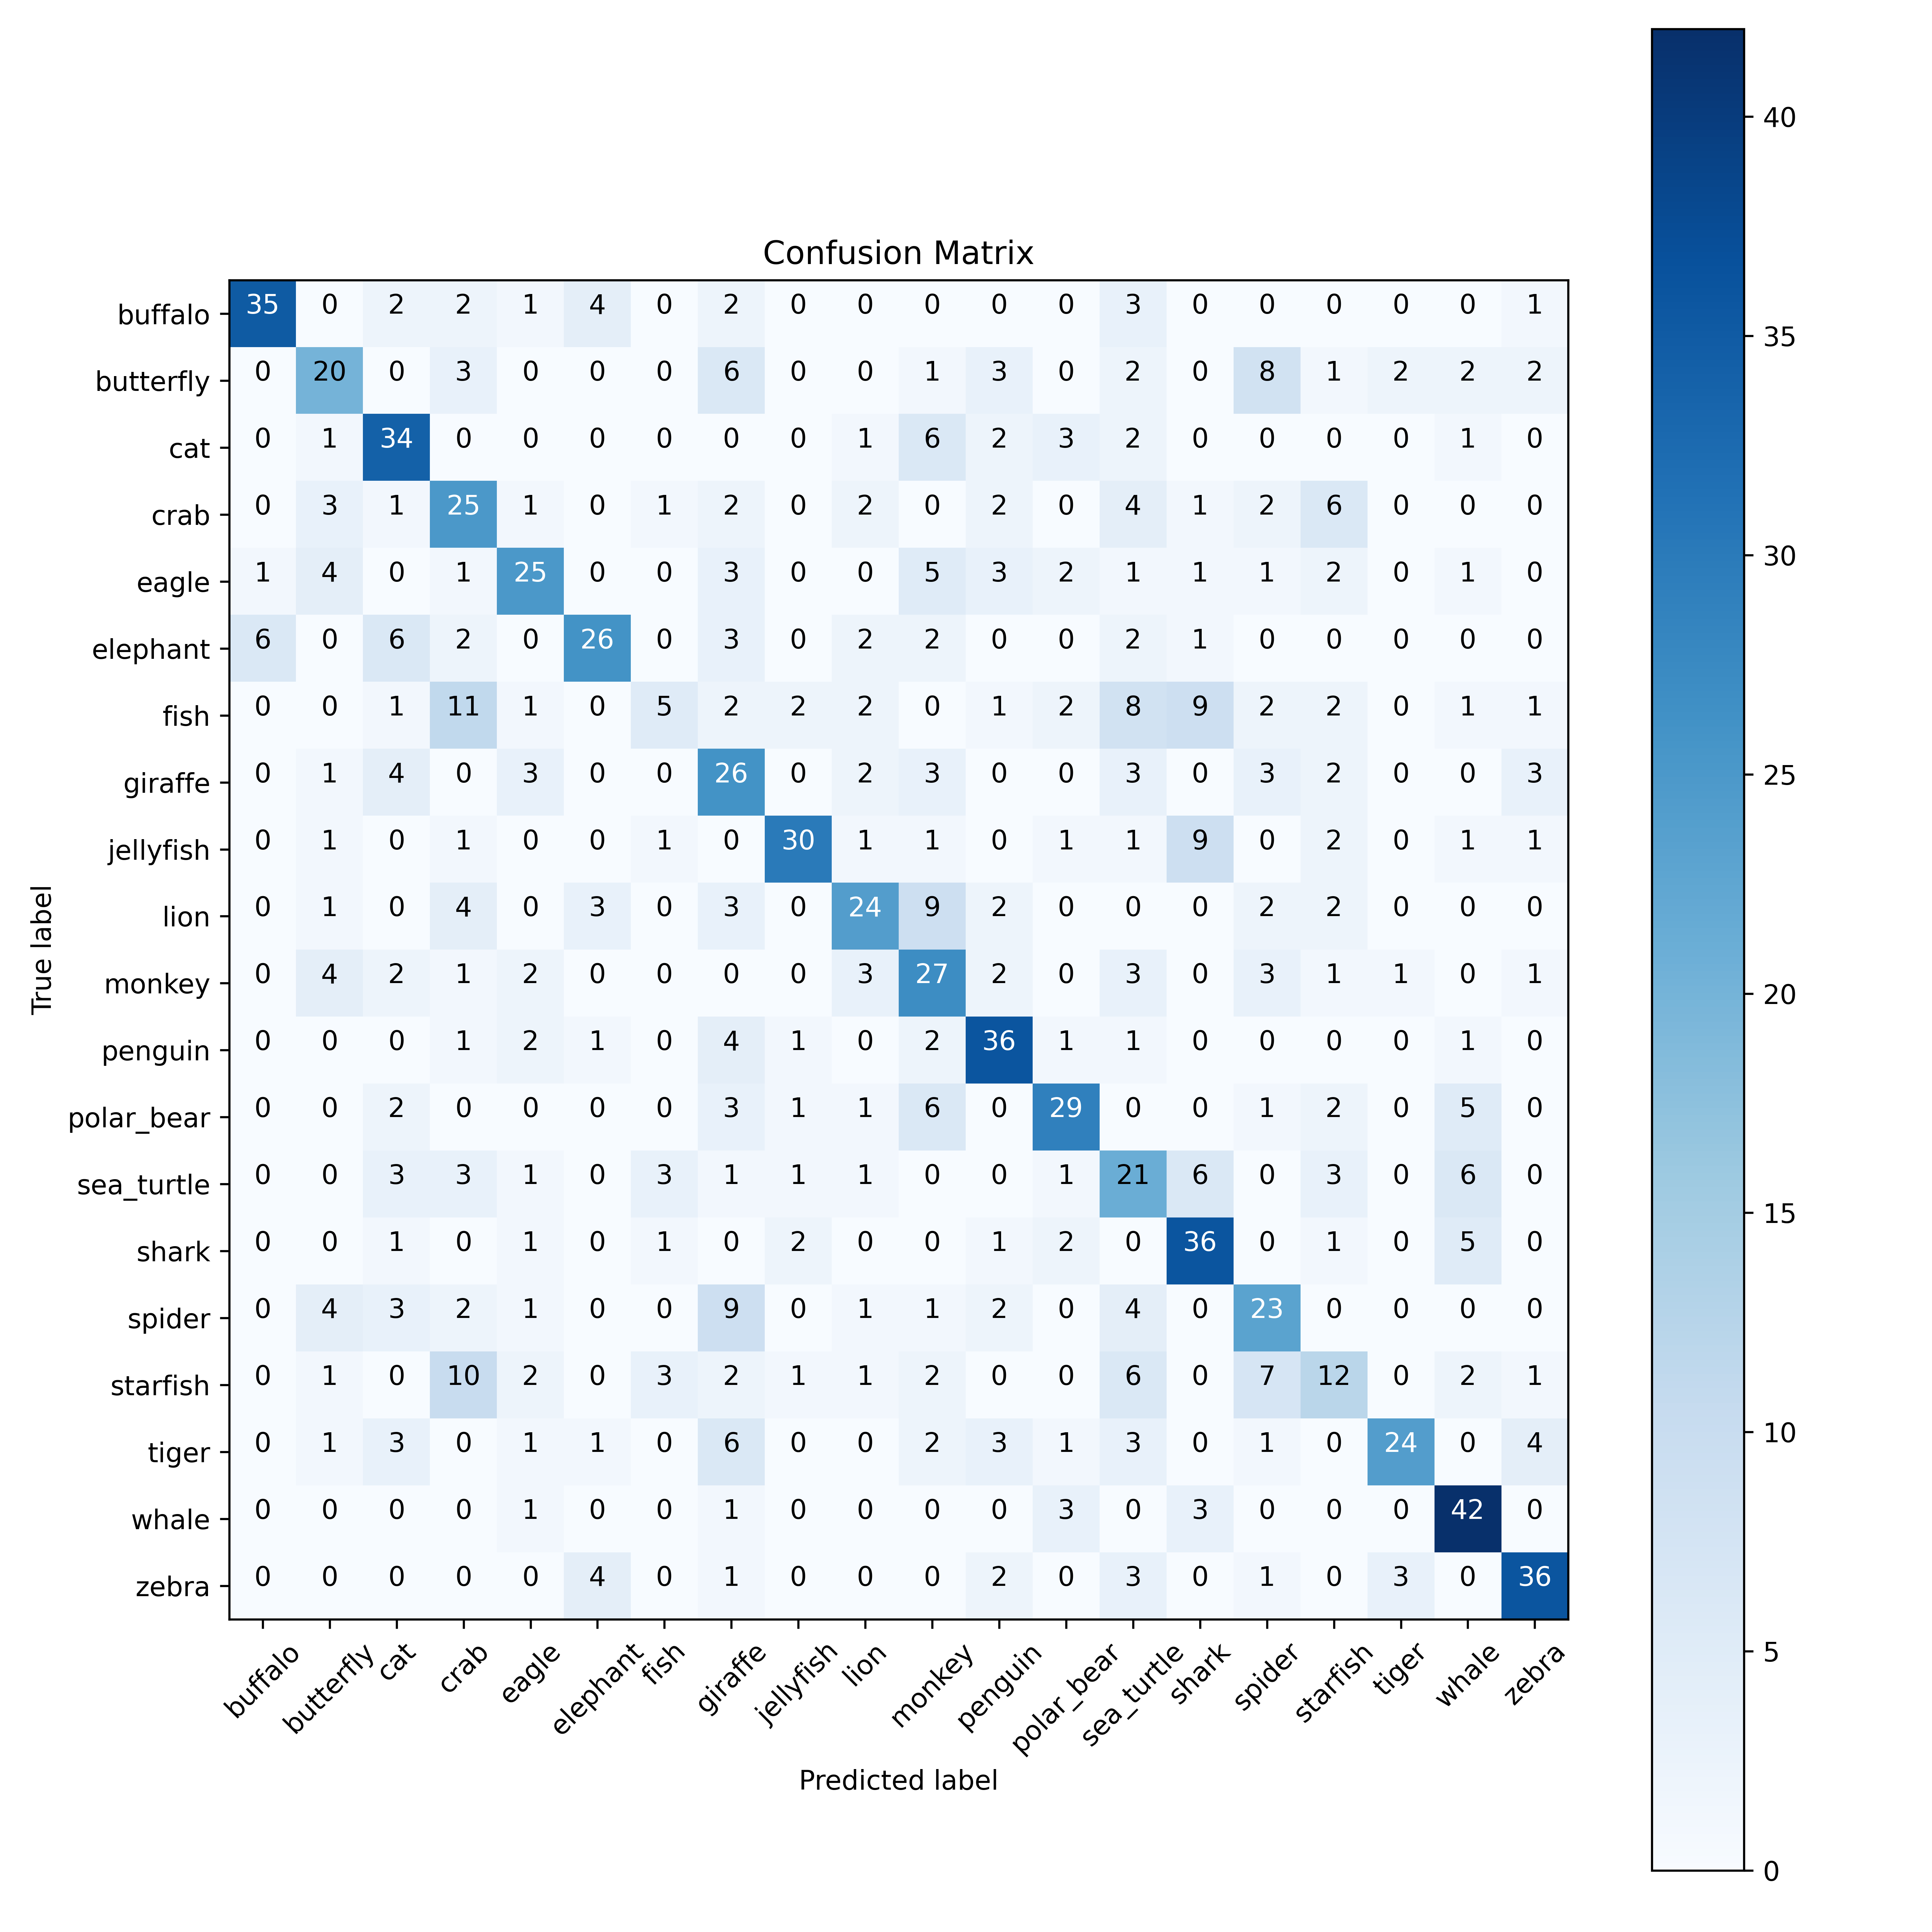 Confusion Matrix
buffalo 35 0 2 2 1 4 0 2 0 0 0 0 0 3 0 0 0 0 0 1
butterfly 0 20 0 3 0 0 0 6 0 0 1 3 0 2 0 8 1 2 2 2
cat 0 1 34 0 0 0 0 0 0 1 6 2 3 2 0 0 0 0 1 0
crab 0 3 1 25 1 0 1 2 0 2 0 2 0 4 1 2 6 0 0 0
eagle 1 4 0 1 25 0 0 3 0 0 5 3 2 1 1 1 2 0 1 0
elephant 6 0 6 2 0 26 0 3 0 2 2 0 0 2 1 0 0 0 0 0
fish 0 0 1 11 1 0 5 2 2 2 0 1 2 8 9 2 2 0 1 1
giraffe 0 1 4 0 3 0 0 26 0 2 3 0 0 3 0 3 2 0 0 3
jellyfish 0 1 0 1 0 0 1 0 30 1 1 0 1 1 9 0 2 0 1 1
lion 0 1 0 4 0 3 0 3 0 24 9 2 0 0 0 2 2 0 0 0
monkey 0 4 2 1 2 0 0 0 0 3 27 2 0 3 0 3 1 1 0 1
penguin 0 0 0 1 2 1 0 4 1 0 2 36 1 1 0 0 0 0 1 0
polar_bear 0 0 2 0 0 0 0 3 1 1 6 0 29 0 0 1 2 0 5 0
sea_turtle 0 0 3 3 1 0 3 1 1 1 0 0 1 21 6 0 3 0 6 0
shark 0 0 1 0 1 0 1 0 2 0 0 1 2 0 36 0 1 0 5 0
spider 0 4 3 2 1 0 0 9 0 1 1 2 0 4 0 23 0 0 0 0
starfish 0 1 0 10 2 0 3 2 1 1 2 0 0 6 0 7 12 0 2 1
tiger 0 1 3 0 1 1 0 6 0 0 2 3 1 3 0 1 0 24 0 4
whale 0 0 0 0 1 0 0 1 0 0 0 0 3 0 3 0 0 0 42 0
zebra 0 0 0 0 0 4 0 1 0 0 0 2 0 3 0 1 0 3 0 36
buffalo butterfly cat crab eagle elephant fish giraffe jellyfish lion monkey penguin polar_bear sea_turtle shark spider starfish tiger whale zebra
Predicted label
True label
40
35
30
25
20
15
10
5
0